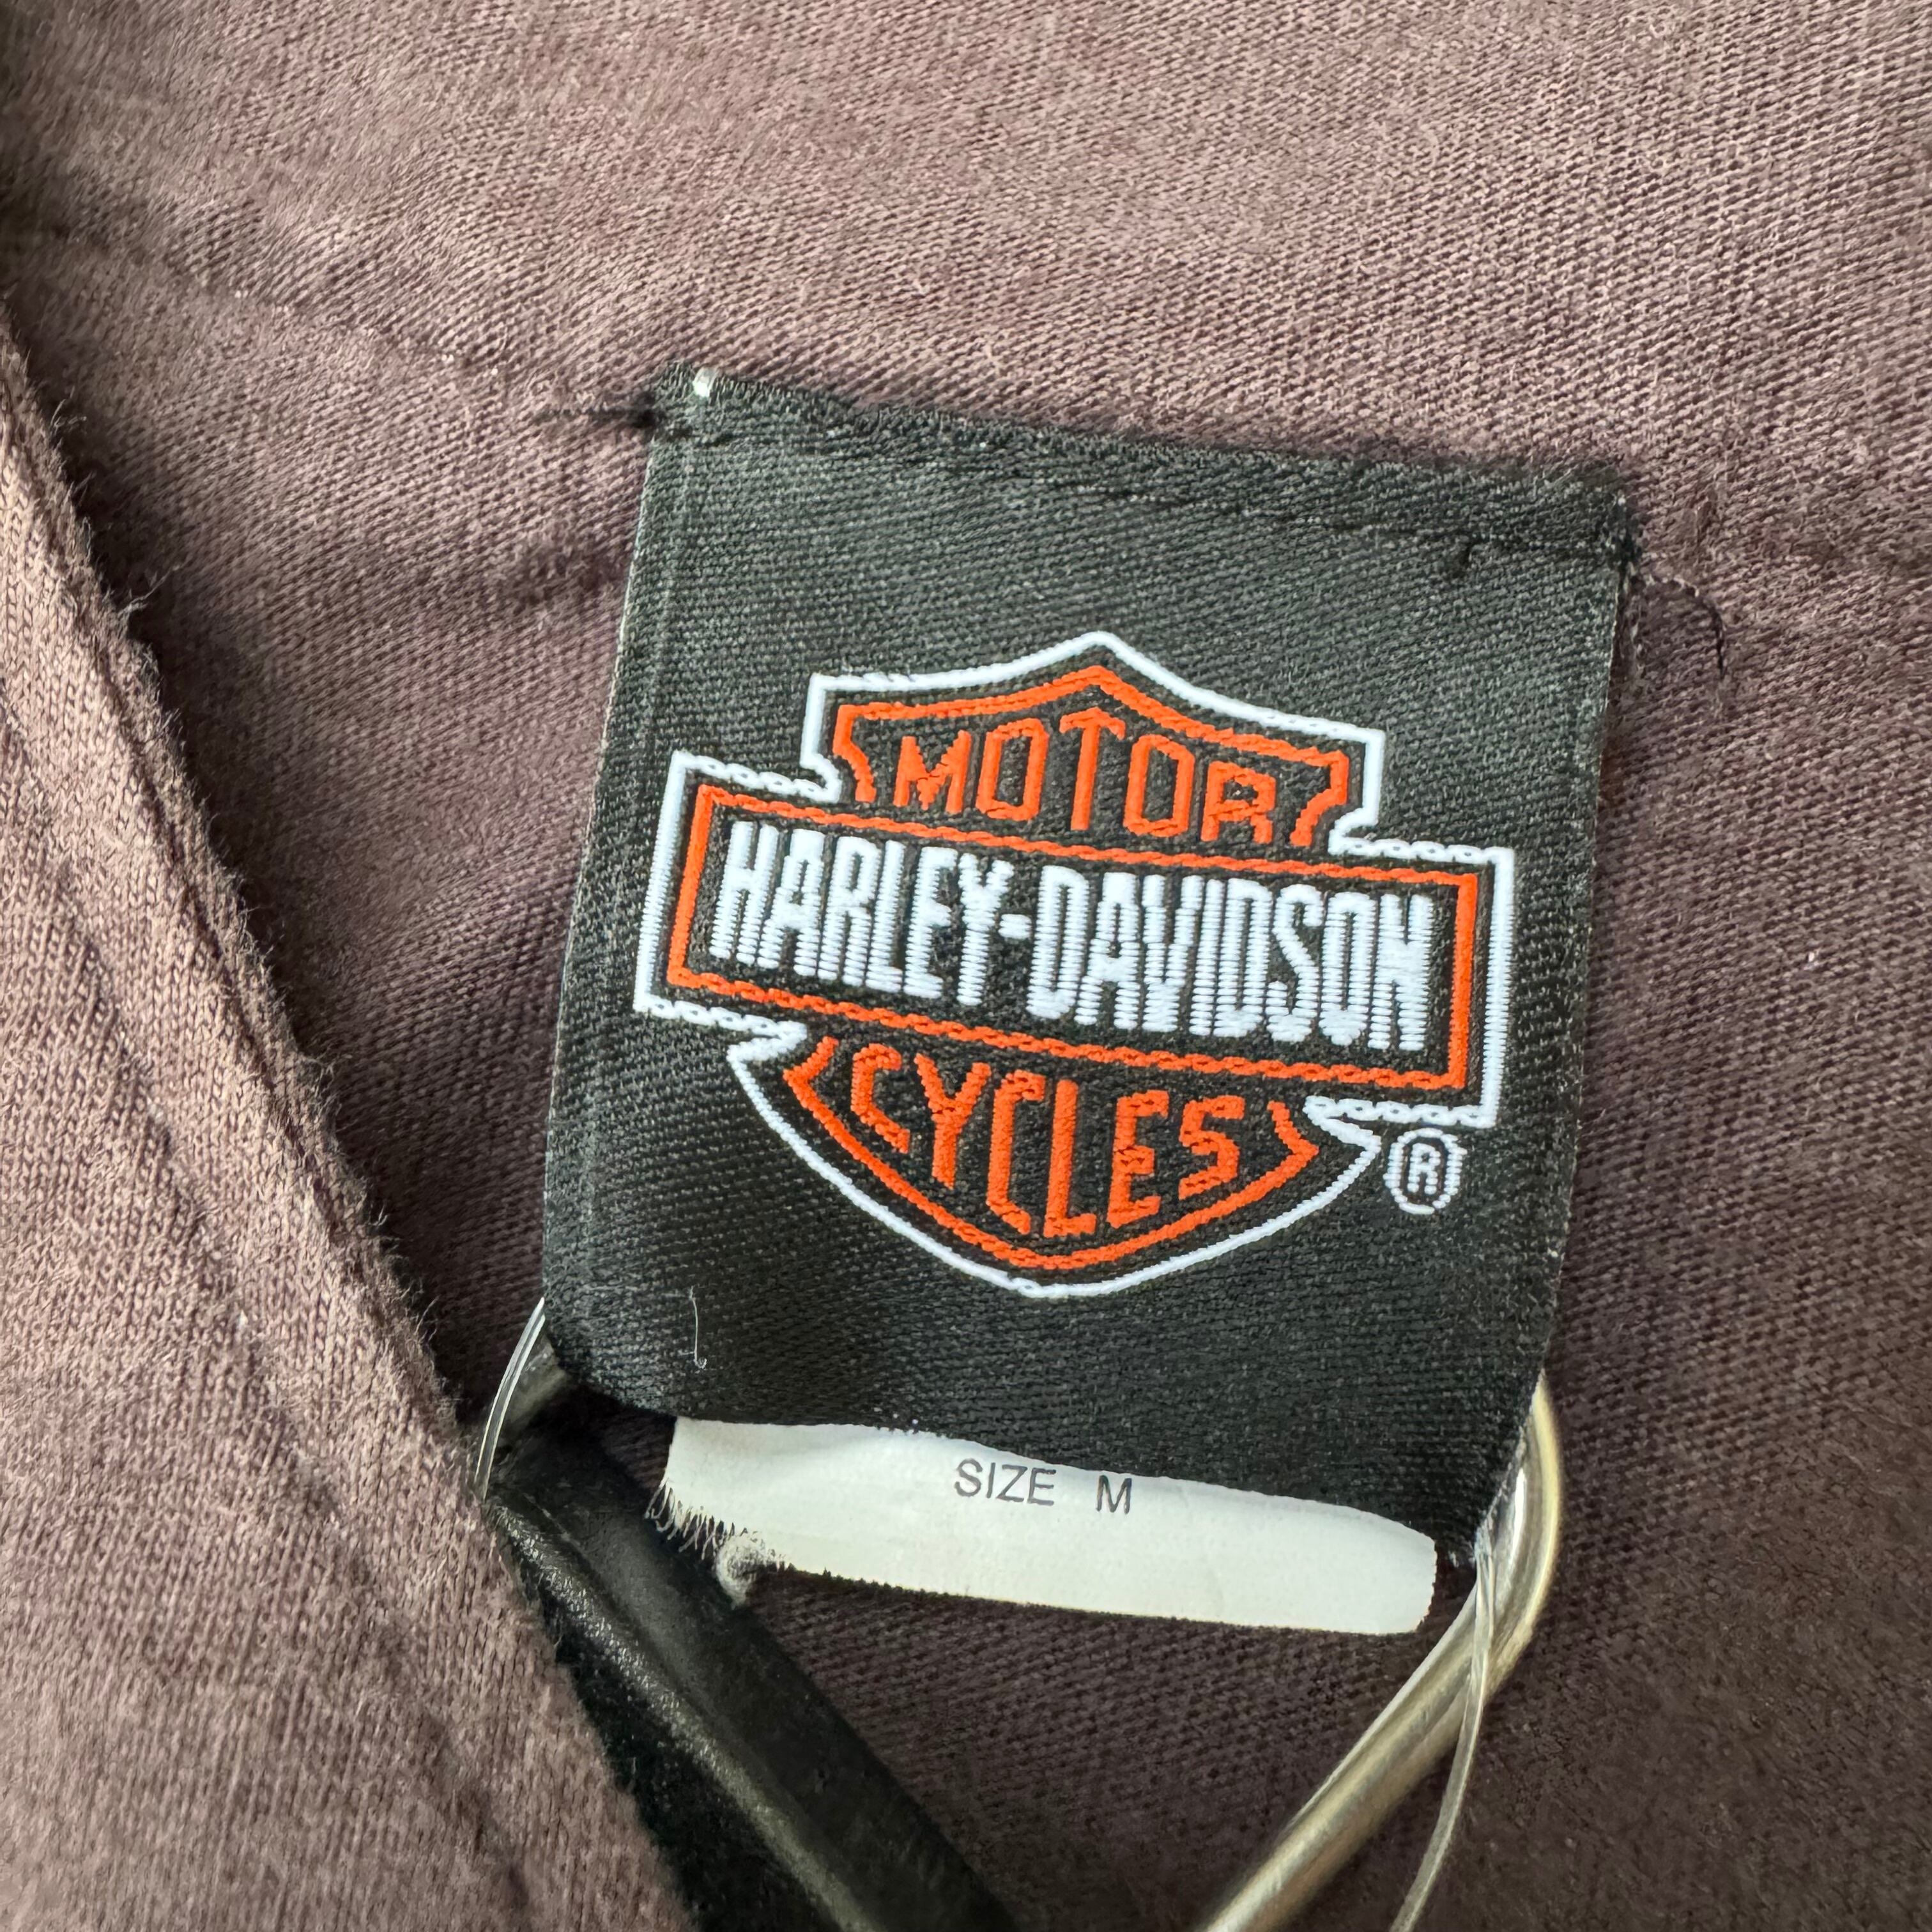 MOTOR
HARLEY-DAVIDSON
CYCLES
®
SIZE M